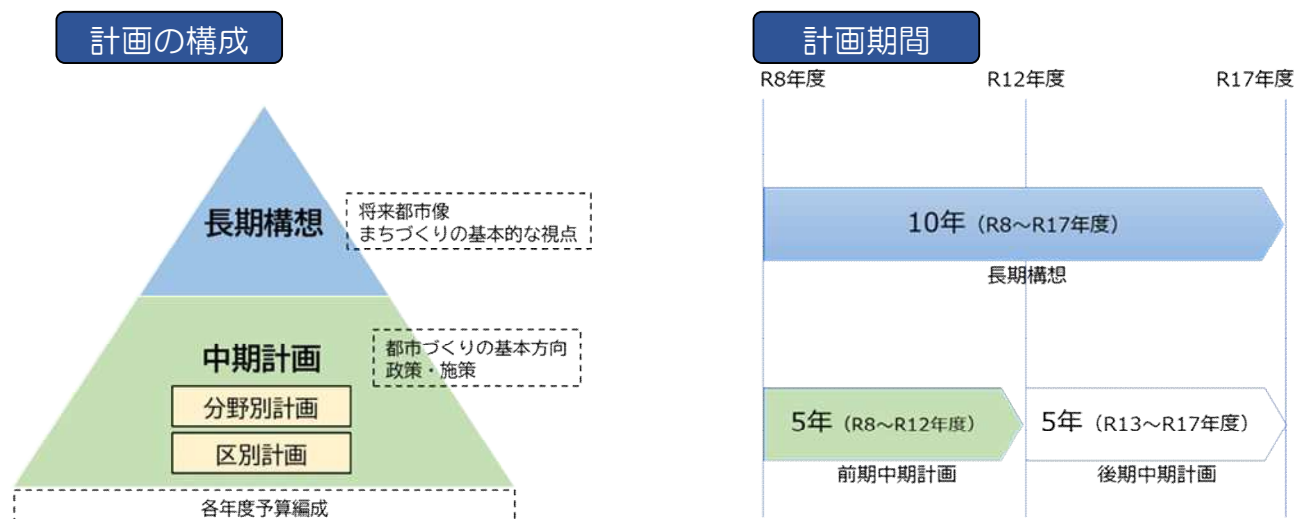 計画の構成
長期構想
将来都市像
まちづくりの基本的な視点
中期計画
都市づくりの基本方向
政策・施策
分野別計画
区別計画
各年度予算編成
計画期間
R8年度
R12年度
R17年度
10年（R8～R17年度）
長期構想
5年（R8～R12年度）
前期中期計画
5年（R13～R17年度）
後期中期計画